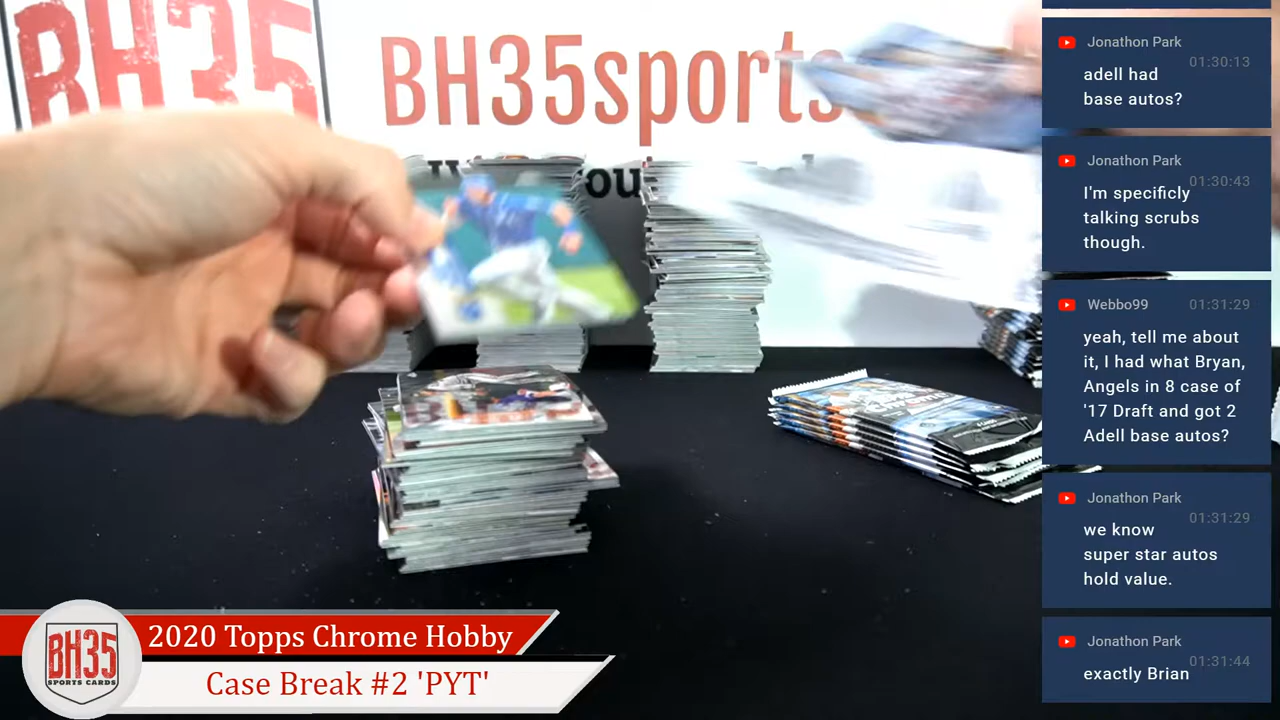 BH35
BH35sports
ou
Jonathon Park
01:30:13
adell had
base autos?
Jonathon Park
01:30:43
I'm specificly
talking scrubs
though.
Webbo99
01:31:29
yeah, tell me about
it, I had what Bryan,
Angels in 8 case of
'17 Draft and got 2
Adell base autos?
Jonathon Park
01:31:29
we know
super star autos
hold value.
Jonathon Park
01:31:44
exactly Brian
BH35
SPORTS CARDS
2020 Topps Chrome Hobby
Case Break #2 'PYT'